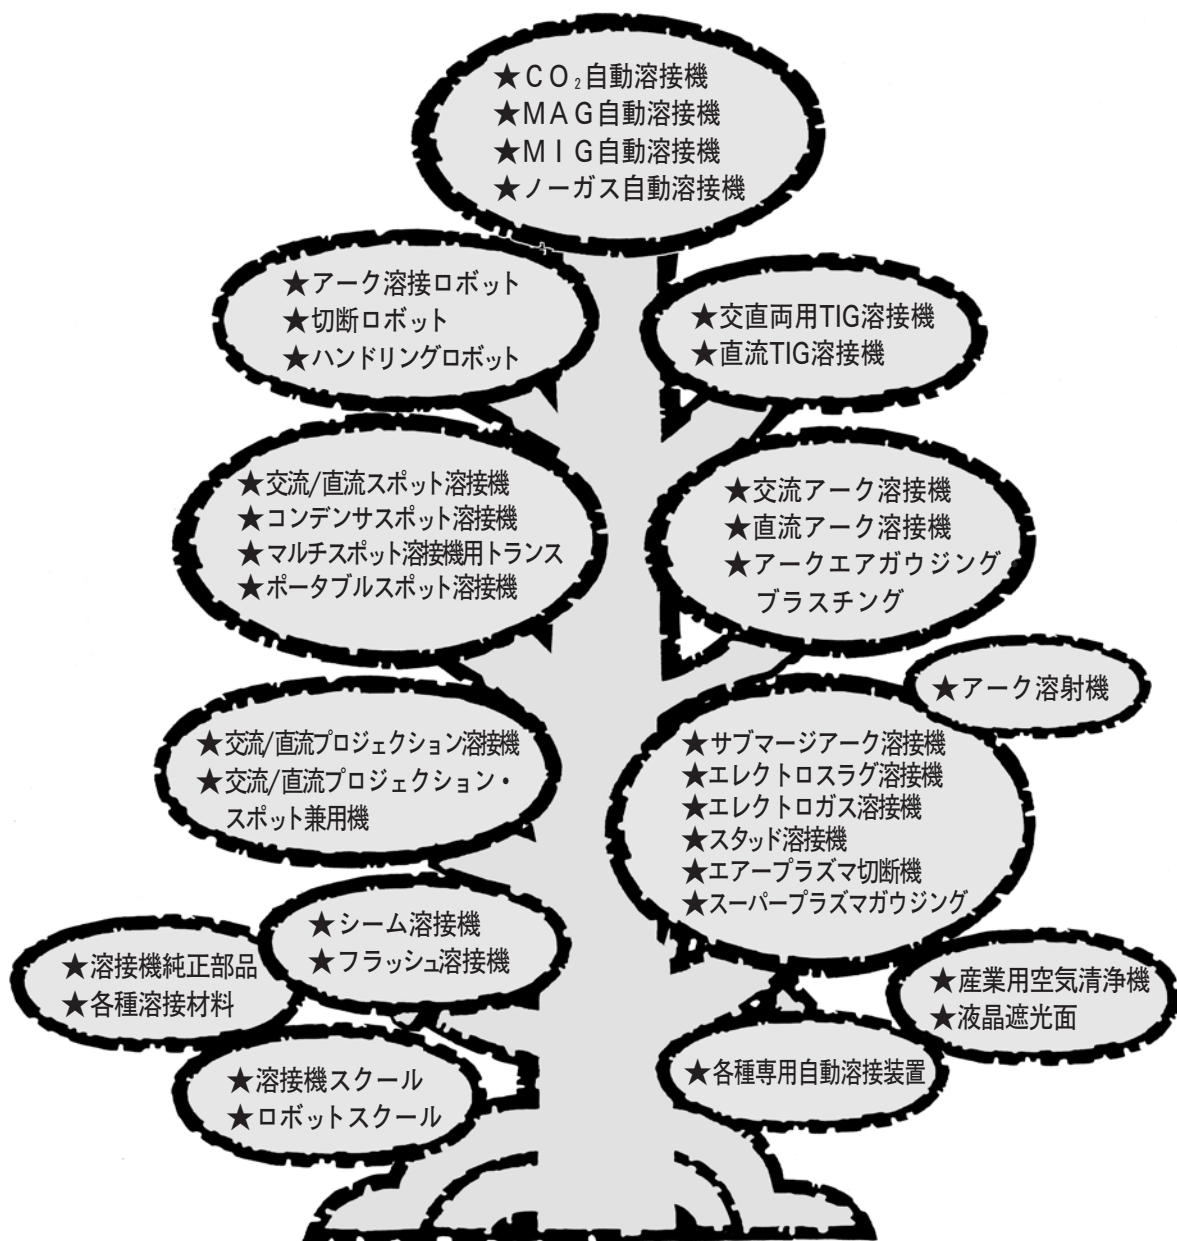 ★CO₂自動溶接機
★MAG自動溶接機
★MIG自動溶接機
★ノーガス自動溶接機
★アーク溶接ロボット
★切断ロボット
★ハンドリングロボット
★交直両用TIG溶接機
★直流TIG溶接機
★交流/直流スポット溶接機
★コンデンサスポット溶接機
★マルチスポット溶接機用トランス
★ポータブルスポット溶接機
★交流アーク溶接機
★直流アーク溶接機
★アークエアガウジング
ブラスチング
★アーク溶射機
★交流/直流プロジェクション溶接機
★交流/直流プロジェクション・
スポット兼用機
★サブマージアーク溶接機
★エレクトロスラグ溶接機
★エレクトロガス溶接機
★スタッド溶接機
★エアープラズマ切断機
★スーパープラズマガウジング
★シーム溶接機
★フラッシュ溶接機
★溶接機純正部品
★各種溶接材料
★産業用空気清浄機
★液晶遮光面
★溶接機スクール
★ロボットスクール
★各種専用自動溶接装置